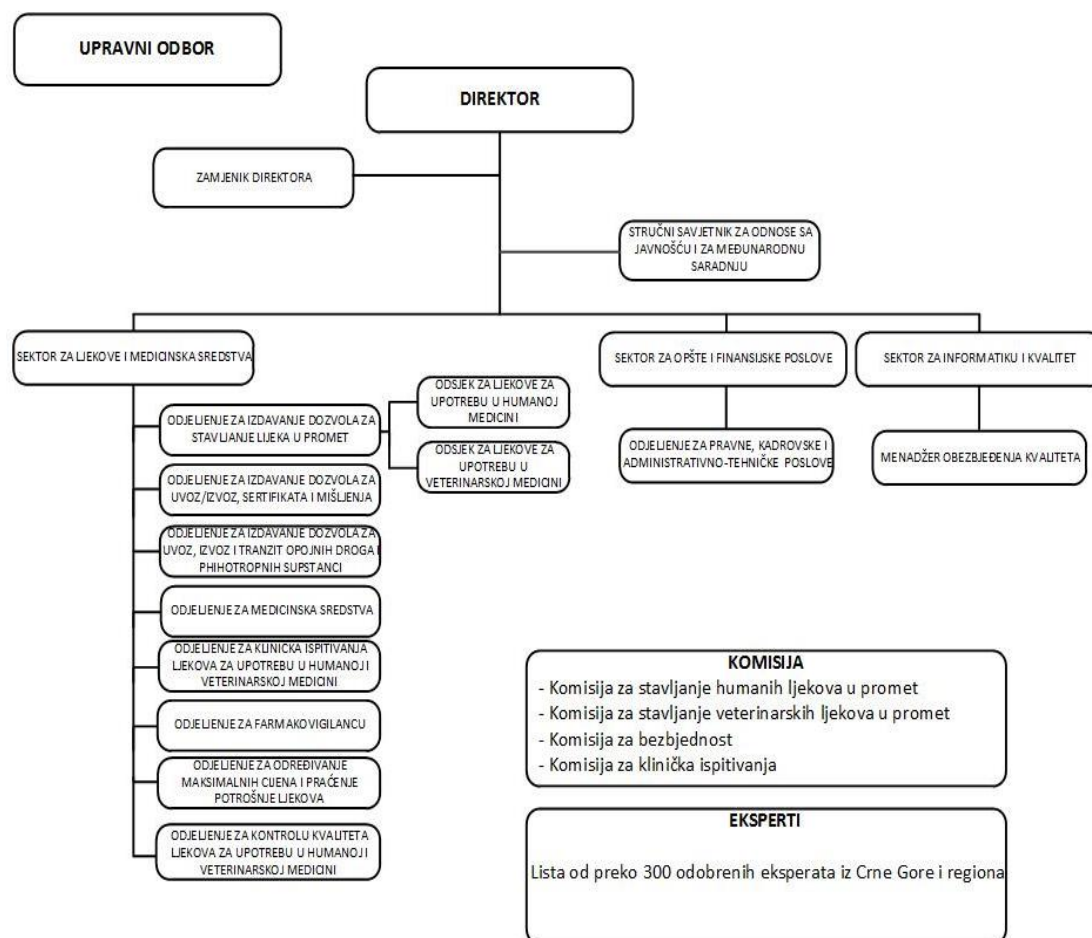 UPRAVNI ODBOR
DIREKTOR
ZAMJENIK DIREKTORA
STRUČNI SAVJETNIK ZA ODNOSE SA
JAVNOŠĆU I ZA MEĐUNARODNU
SARADNJU
SEKTOR ZA LJEKOVE I MEDICINSKA SREDSTVA
SEKTOR ZA OPŠTE I FINANSIJSKE POSLOVE
SEKTOR ZA INFORMATIKU I KVALITET
ODJELJENJE ZA IZDAVANJE DOZVOLA ZA
STAVLJANJE LIJEKA U PROMET
ODSJEK ZA LJEKOVE ZA
UPOTREBU U HUMANOJ
MEDICINI
ODSJEK ZA LJEKOVE ZA
UPOTREBU U
VETERINARSKOJ MEDICINI
ODJELJENJE ZA PRAVNE, KADROVSKE I
ADMINISTRATIVNO-TEHNIČKE POSLOVE
MENADŽER OBEZBJEĐENJA KVALITETA
ODJELJENJE ZA IZDAVANJE DOZVOLA ZA
UVOZ/IZVOZ, SERTIFIKATA I MIŠLJENJA
ODJELJENJE ZA IZDAVANJE DOZVOLA ZA
UVOZ, IZVOZ I TRANZIT OPOJNIH DROGA I
PHIHOTROPNIH SUPSTANCI
ODJELJENJE ZA MEDICINSKA SREDSTVA
ODJELJENJE ZA KLINIČKA ISPITIVANJA
LJEKOVA ZA UPOTREBU U HUMANOJ I
VETERINARSKOJ MEDICINI
ODJELJENJE ZA FARMAKOVIGILANCU
ODJELJENJE ZA ODREĐIVANJE
MAKSIMALNIH CIJENA I PRAĆENJE
POTROŠNJE LJEKOVA
ODJELJENJE ZA KONTROLU KVALITETA
LJEKOVA ZA UPOTREBU U HUMANOJ I
VETERINARSKOJ MEDICINI
KOMISIJA
- Komisija za stavljanje humanih ljekova u promet
- Komisija za stavljanje veterinarskih ljekova u promet
- Komisija za bezbjednost
- Komisija za klinička ispitivanja
EKSPERTI
Lista od preko 300 odobrenih eksperata iz Crne Gore i regiona